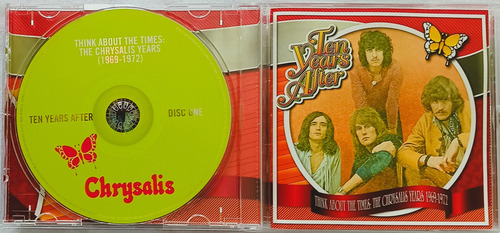 THINK ABOUT THE TIMES:
THE CHRYSALIS YEARS
(1969-1972)
TEN YEARS AFTER
DISC ONE
Chrysalis
Ten
Years
After
THINK ABOUT THE TIMES: THE CHRYSALIS YEARS 1969-1972